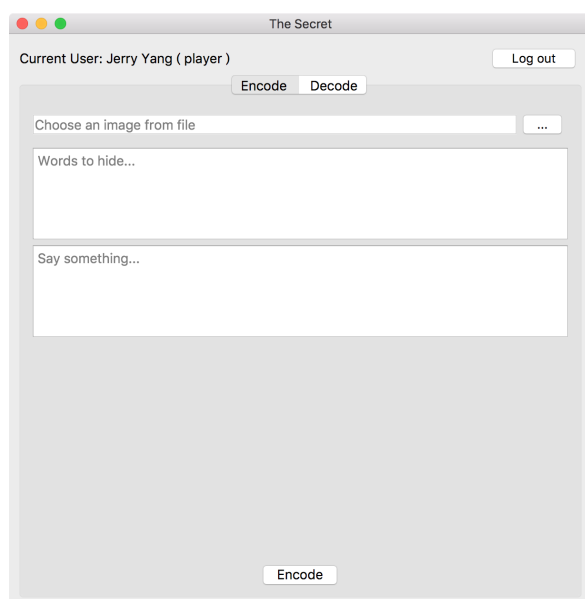 The Secret
Current User: Jerry Yang ( player )
Log out
Encode Decode
Choose an image from file
...
Words to hide...
Say something...
Encode